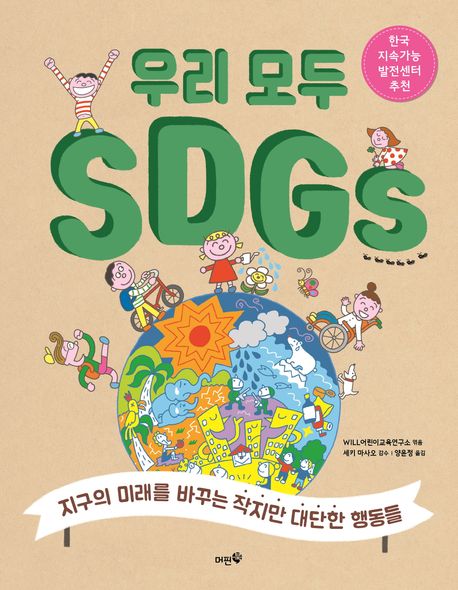 우리 모두
SDGs
한국
지속가능
발전센터
추천
WILL어린이교육연구소 엮음
세키 마사오 감수 | 양윤정 옮김
지구의 미래를 바꾸는 작지만 대단한 행동들
머핀